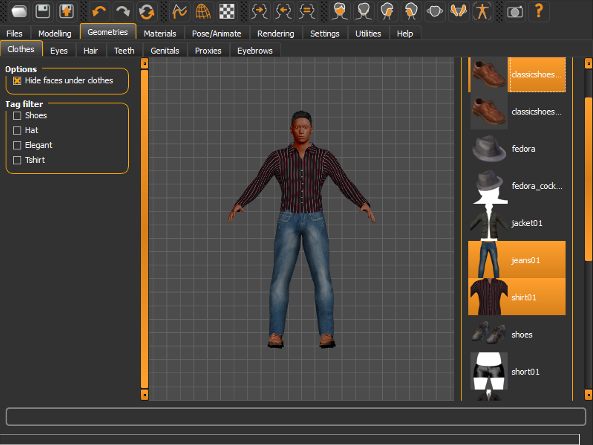 Files Modelling Geometries Materials Pose/Animate Rendering Settings Utilities Help
Clothes Eyes Hair Teeth Genitals Proxies Eyebrows
Options
Hide faces under clothes
Tag filter
Shoes
Hat
Elegant
Tshirt
classicshoes...
classicshoes...
fedora
fedora_cock...
jacket01
jeans01
shirt01
shoes
short01